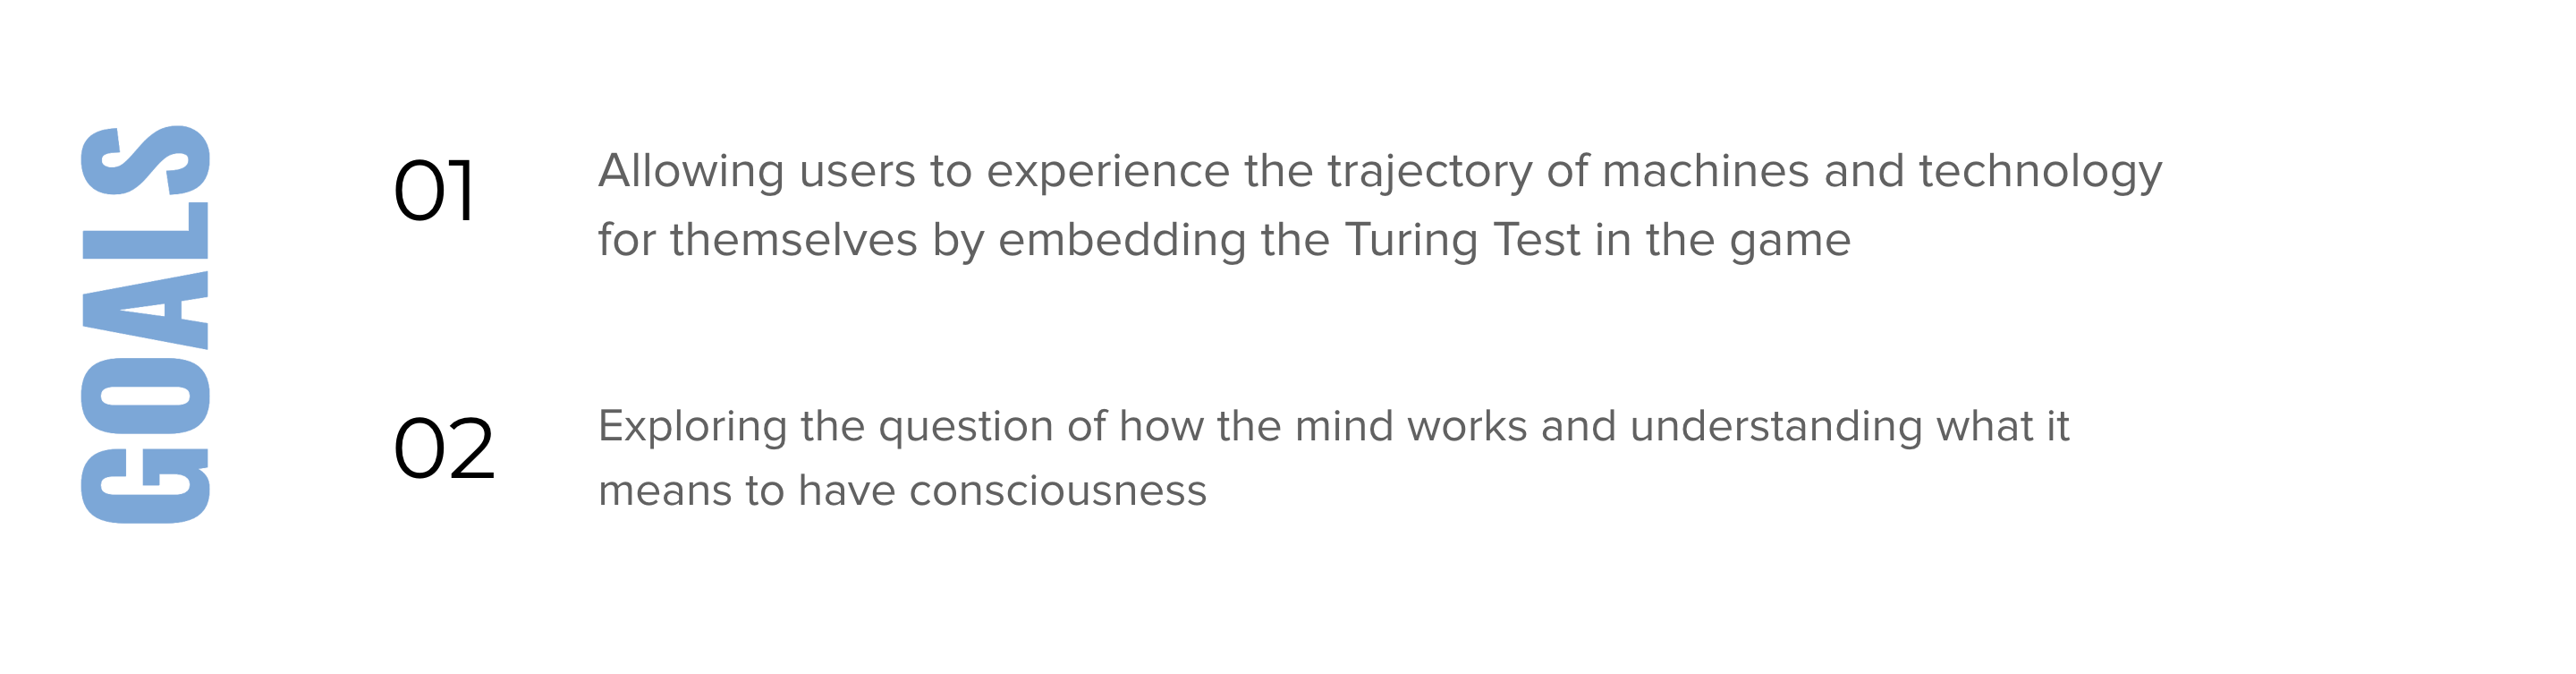 GOALS
01
Allowing users to experience the trajectory of machines and technology
for themselves by embedding the Turing Test in the game
02
Exploring the question of how the mind works and understanding what it
means to have consciousness